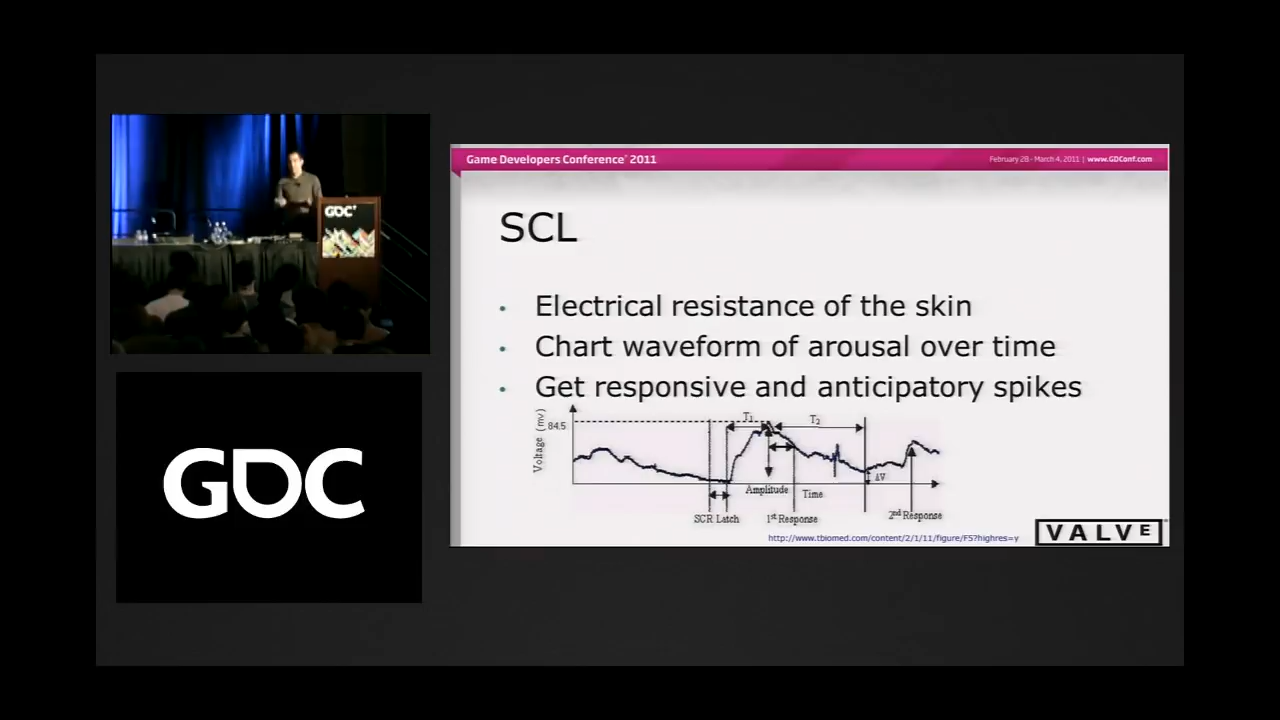 Game Developers Conference® 2011
February 28 - March 4, 2011 | www.GDConf.com
SCL
• Electrical resistance of the skin
• Chart waveform of arousal over time
• Get responsive and anticipatory spikes
Voltage (mv)
84.5
T1
T2
Amplitude
Time
ΔV
SCR Latch
1st Response
2nd Response
http://www.tbiomed.com/content/2/1/11/figure/F5?highres=y
VALVE
GDC
GDC